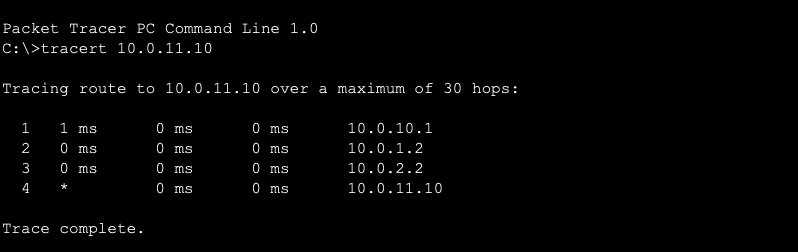 Packet Tracer PC Command Line 1.0
C:\>tracert 10.0.11.10
Tracing route to 10.0.11.10 over a maximum of 30 hops:
1 1 ms 0 ms 0 ms 10.0.10.1
2 0 ms 0 ms 0 ms 10.0.1.2
3 0 ms 0 ms 0 ms 10.0.2.2
4 * 0 ms 0 ms 10.0.11.10
Trace complete.